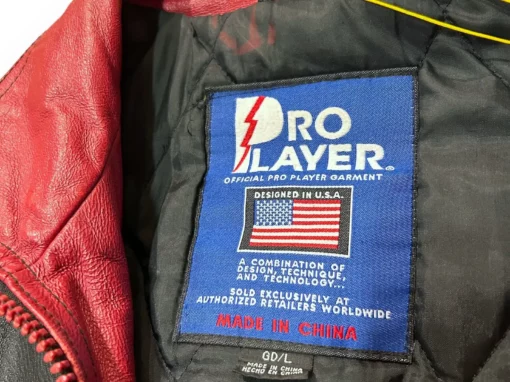 PRO
PLAYER®
OFFICIAL PRO PLAYER GARMENT
DESIGNED IN U.S.A.
A COMBINATION OF
DESIGN, TECHNIQUE,
AND TECHNOLOGY...
SOLD EXCLUSIVELY AT
AUTHORIZED RETAILERS WORLDWIDE
MADE IN CHINA
GD/L
MADE IN CHINA
HECHO EN CHINA